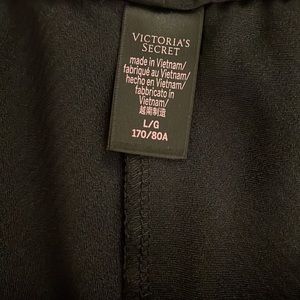 VICTORIA'S
SECRET
made in Vietnam/
fabriqué au Vietnam/
hecho en Vietnam/
fabbricato in
Vietnam/
越南制造
L/G
170/80A